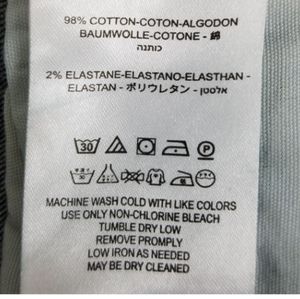 98% COTTON-COTON-ALGODON
BAUMWOLLE-COTONE - 綿
כותנה
2% ELASTANE-ELASTANO-ELASTHAN -
ELASTAN - ポリウレタン - אלסטן
30 P
MACHINE WASH COLD WITH LIKE COLORS
USE ONLY NON-CHLORINE BLEACH
TUMBLE DRY LOW
REMOVE PROMPLY
LOW IRON AS NEEDED
MAY BE DRY CLEANED